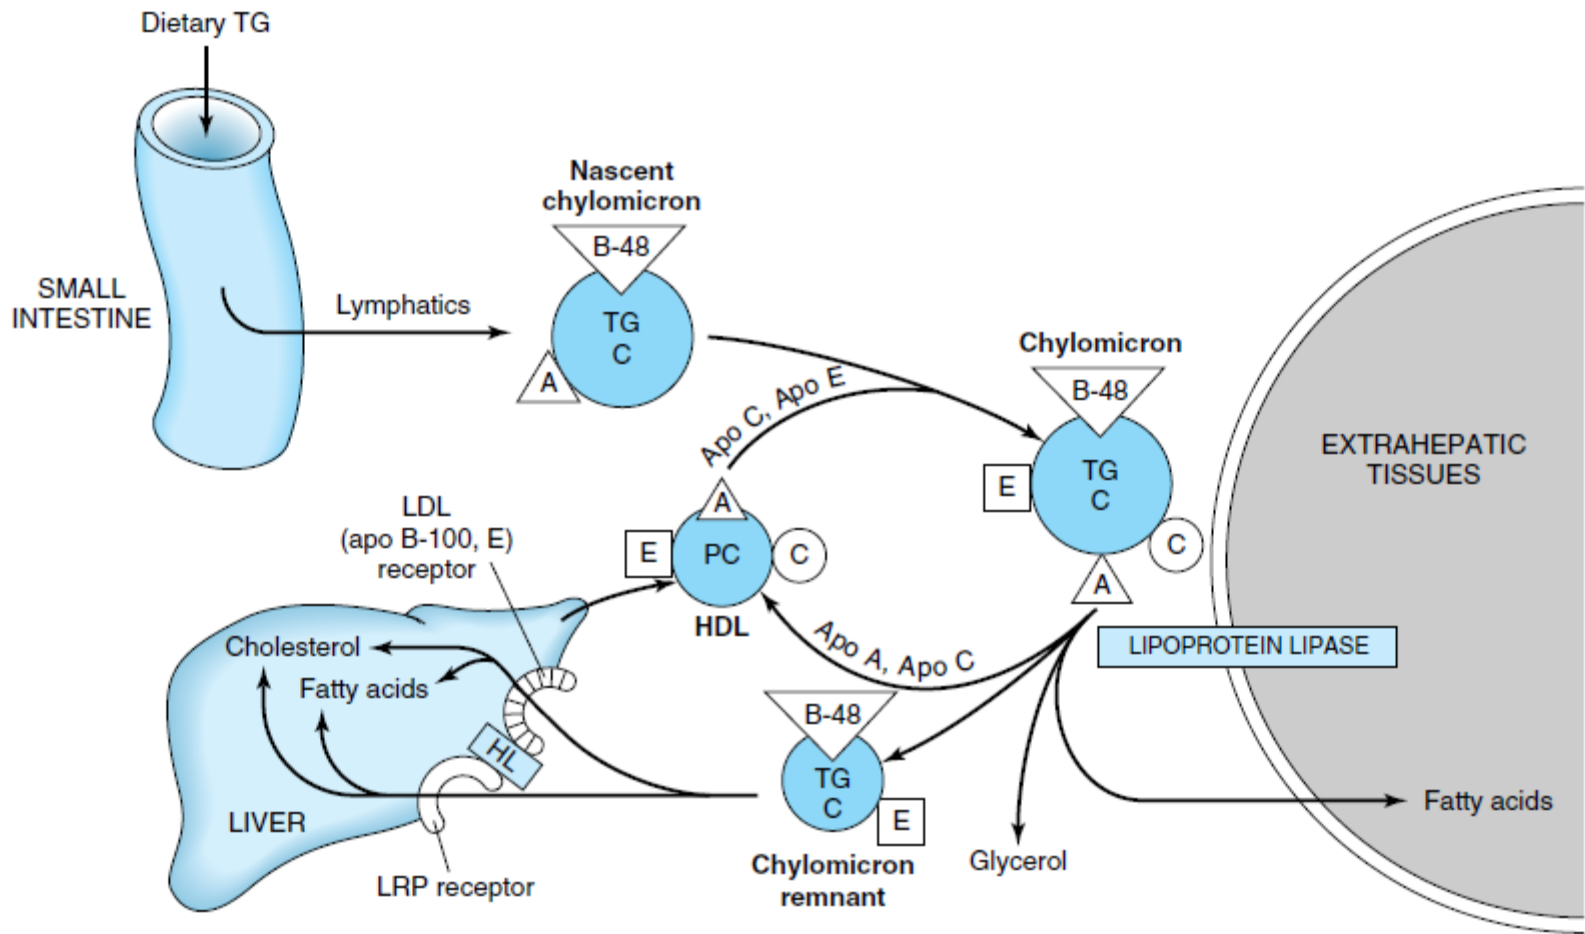 Dietary TG
SMALL
INTESTINE
Lymphatics
Nascent
chylomicron
B-48
TG
C
A
Apo C, Apo E
Chylomicron
B-48
TG
C
E
C
A
EXTRAHEPATIC
TISSUES
LIPOPROTEIN LIPASE
A
E
PC
C
HDL
Apo A, Apo C
LDL
(apo B-100, E)
receptor
Cholesterol
Fatty acids
HL
LIVER
LRP receptor
B-48
TG
C
E
Chylomicron
remnant
Glycerol
Fatty acids